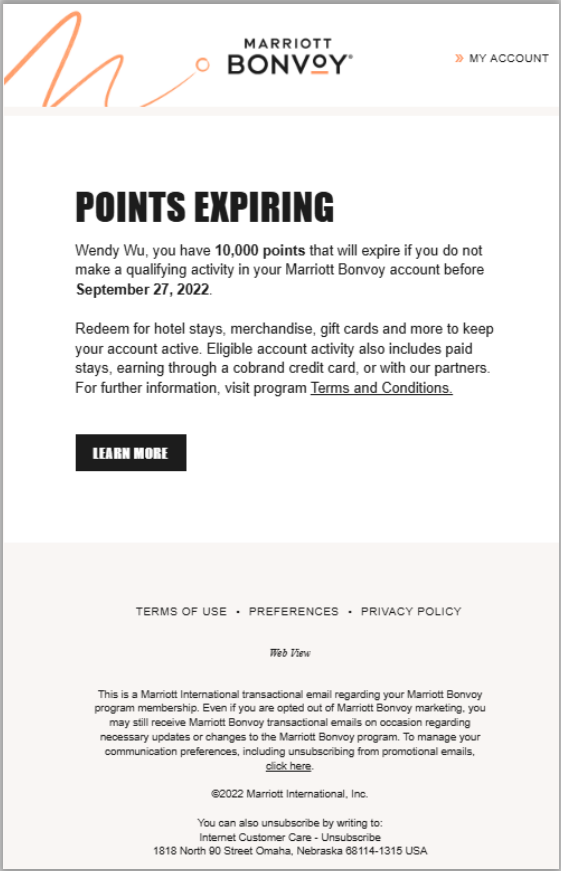 MARRIOTT
BONVOY®
» MY ACCOUNT
POINTS EXPIRING
Wendy Wu, you have 10,000 points that will expire if you do not
make a qualifying activity in your Marriott Bonvoy account before
September 27, 2022.
Redeem for hotel stays, merchandise, gift cards and more to keep
your account active. Eligible account activity also includes paid
stays, earning through a cobrand credit card, or with our partners.
For further information, visit program Terms and Conditions.
LEARN MORE
TERMS OF USE • PREFERENCES • PRIVACY POLICY
Web View
This is a Marriott International transactional email regarding your Marriott Bonvoy
program membership. Even if you are opted out of Marriott Bonvoy marketing, you
may still receive Marriott Bonvoy transactional emails on occasion regarding
necessary updates or changes to the Marriott Bonvoy program. To manage your
communication preferences, including unsubscribing from promotional emails,
click here.
©2022 Marriott International, Inc.
You can also unsubscribe by writing to:
Internet Customer Care - Unsubscribe
1818 North 90 Street Omaha, Nebraska 68114-1315 USA